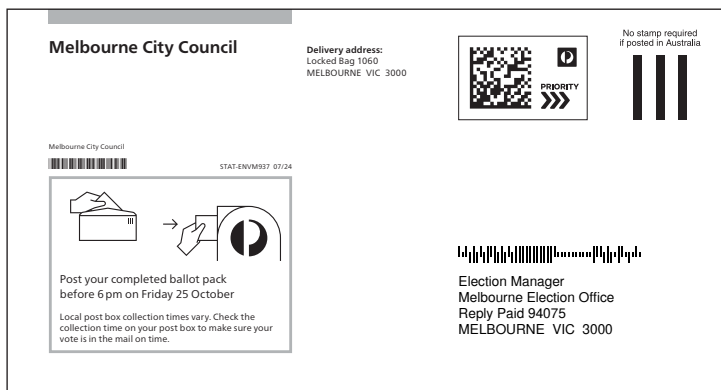 Melbourne City Council
Delivery address:
Locked Bag 1060
MELBOURNE VIC 3000
PRIORITY
No stamp required
if posted in Australia
Melbourne City Council
STAT-ENVM937 07/24
Post your completed ballot pack
before 6 pm on Friday 25 October
Local post box collection times vary. Check the
collection time on your post box to make sure your
vote is in the mail on time.
Election Manager
Melbourne Election Office
Reply Paid 94075
MELBOURNE VIC 3000